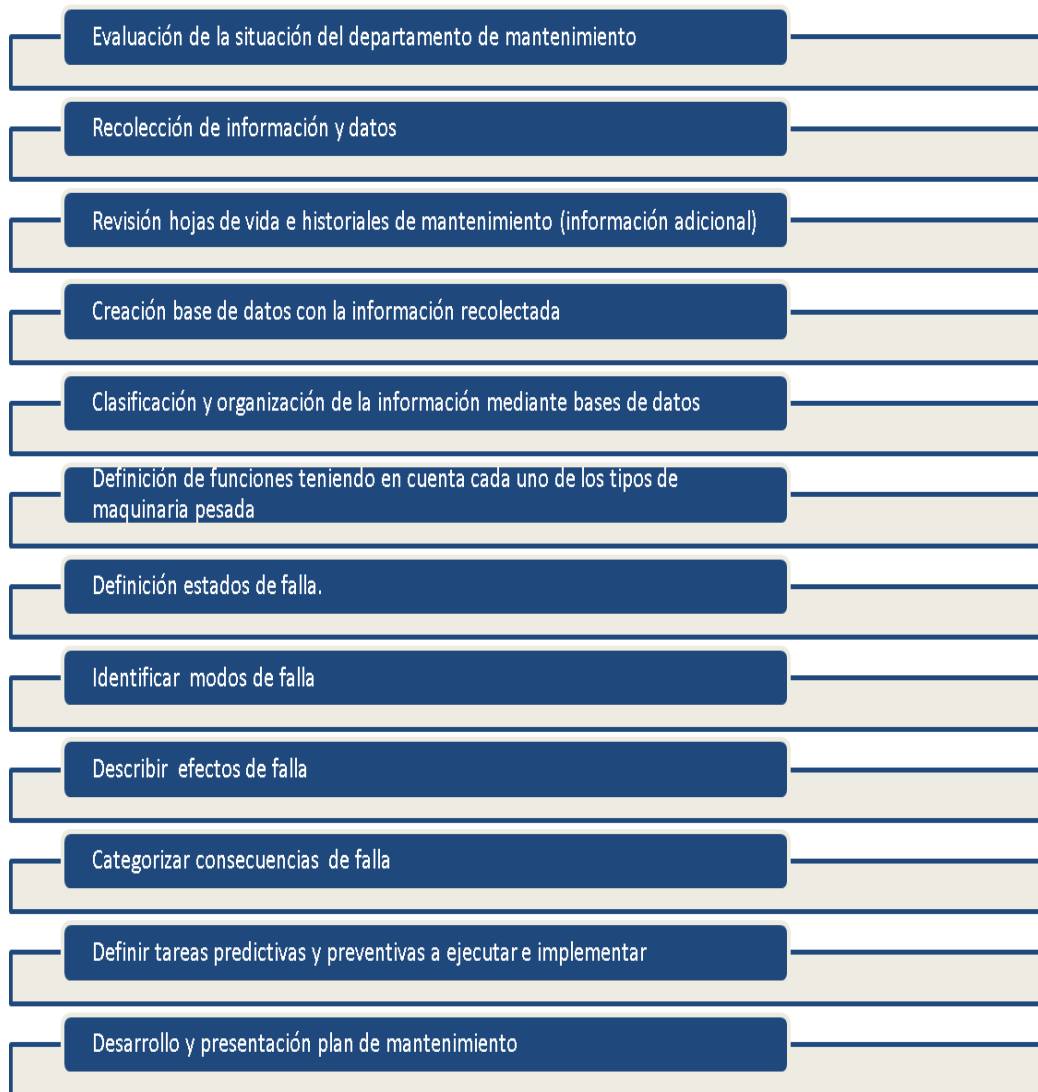 Evaluación de la situación del departamento de mantenimiento
Recolección de información y datos
Revisión hojas de vida e historiales de mantenimiento (información adicional)
Creación base de datos con la información recolectada
Clasificación y organización de la información mediante bases de datos
Definición de funciones teniendo en cuenta cada uno de los tipos de
maquinaria pesada
Definición estados de falla.
Identificar modos de falla
Describir efectos de falla
Categorizar consecuencias de falla
Definir tareas predictivas y preventivas a ejecutar e implementar
Desarrollo y presentación plan de mantenimiento